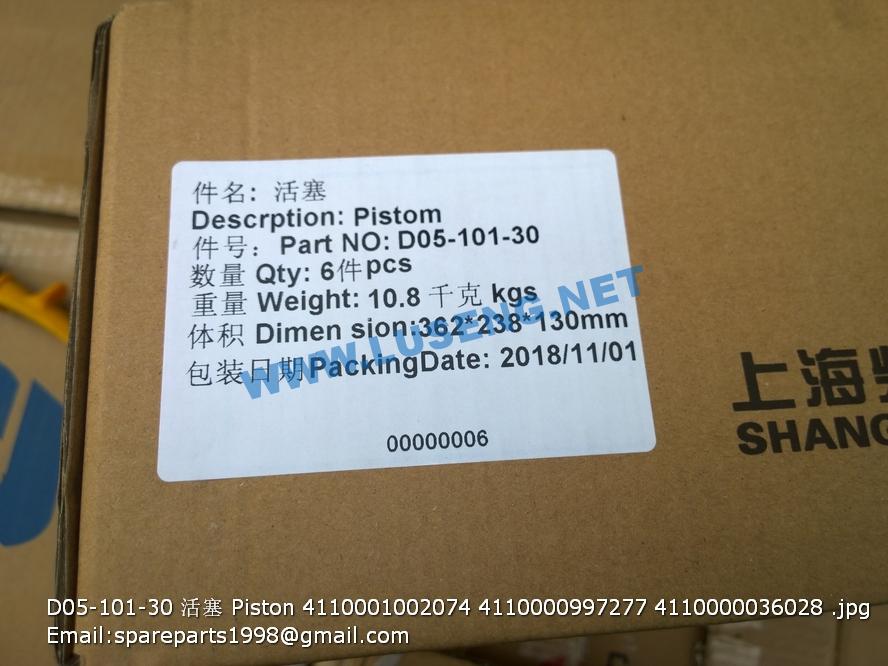 件名: 活塞
Descrption: Pistom
件号: Part NO: D05-101-30
数量 Qty: 6件pcs
重量 Weight: 10.8 千克 kgs
体积 Dimen sion:362*238*130mm
包装日期PackingDate: 2018/11/01
00000006
WWW.LUSENG.NET
上海
SHANG
D05-101-30 活塞 Piston 4110001002074 4110000997277 4110000036028 .jpg
Email:spareparts1998@gmail.com